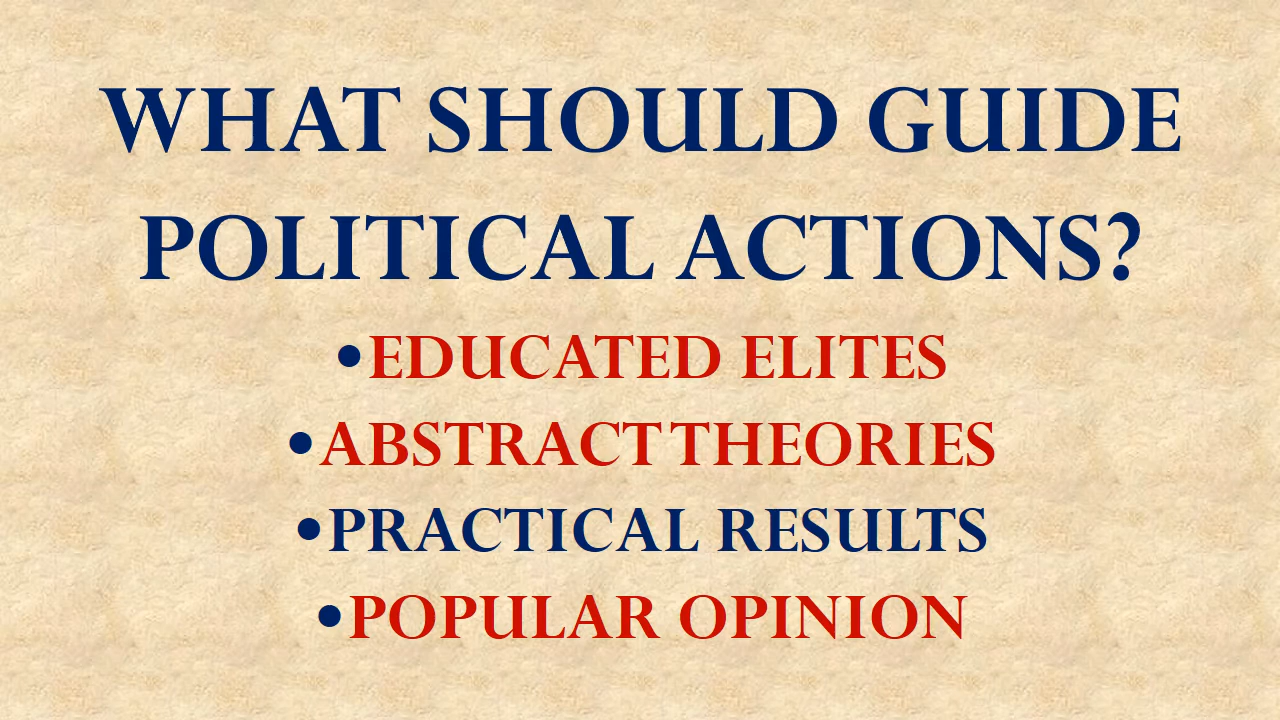 WHAT SHOULD GUIDE
POLITICAL ACTIONS?
•EDUCATED ELITES
•ABSTRACT THEORIES
•PRACTICAL RESULTS
•POPULAR OPINION